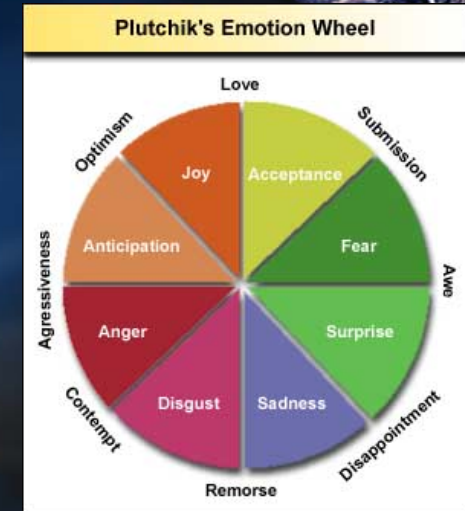 Plutchik's Emotion Wheel
Love
Optimism
Submission
Joy
Acceptance
Anticipation
Fear
Agressiveness
Awe
Anger
Surprise
Contempt
Disgust
Sadness
Disappointment
Remorse